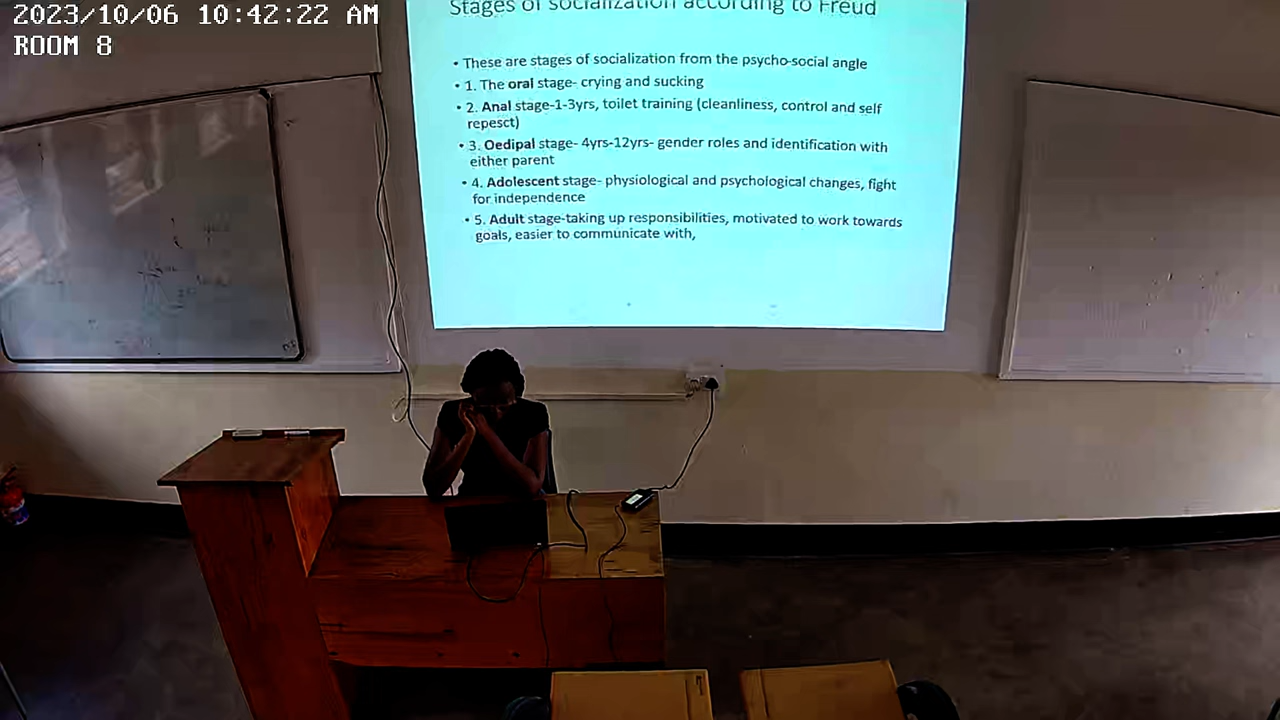 2023/10/06 10:42:22 AM
ROOM 8
Stages of socialization according to Freud
• These are stages of socialization from the psycho-social angle
• 1. The oral stage- crying and sucking
• 2. Anal stage-1-3yrs, toilet training (cleanliness, control and self
repesct)
• 3. Oedipal stage- 4yrs-12yrs- gender roles and identification with
either parent
• 4. Adolescent stage- physiological and psychological changes, fight
for independence
• 5. Adult stage-taking up responsibilities, motivated to work towards
goals, easier to communicate with,